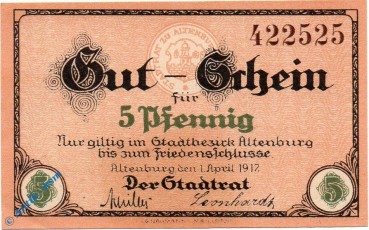 422525
Gut-Schein
für
5 Pfennig
Nur giltig im Stadtbezirk Altenburg
bis zum Friedensschlusse
Altenburg den 1. April 1917
Der Stadtrat
5
5